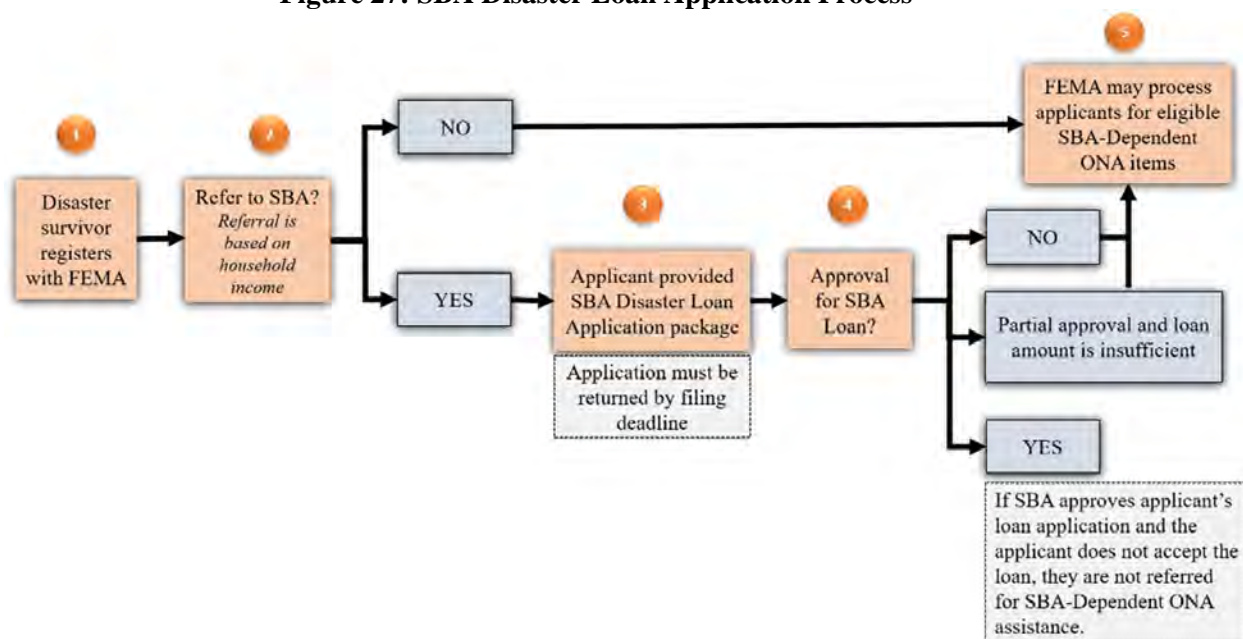 Figure 27: SBA Disaster Loan Application Process
1
Disaster
survivor
registers
with FEMA
2
Refer to SBA?
Referral is
based on
household
income
NO
YES
3
Applicant provided
SBA Disaster Loan
Application package
Application must be
returned by filing
deadline
4
Approval
for SBA
Loan?
NO
Partial approval and loan
amount is insufficient
YES
If SBA approves applicant’s
loan application and the
applicant does not accept the
loan, they are not referred
for SBA-Dependent ONA
assistance.
5
FEMA may process
applicants for eligible
SBA-Dependent
ONA items